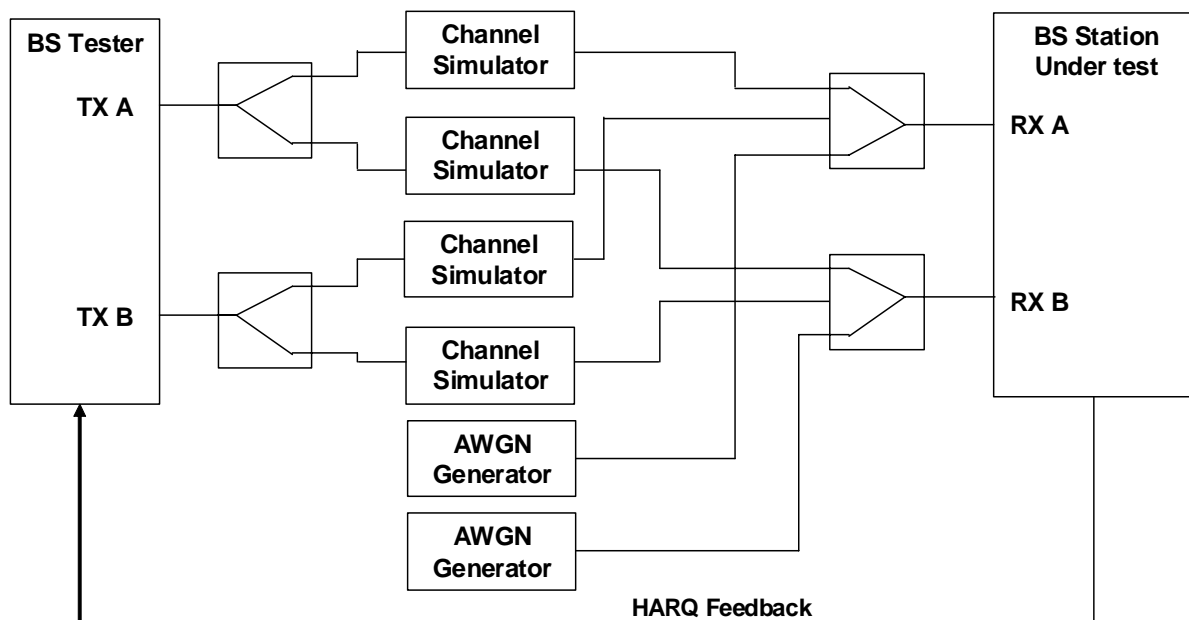 BS Tester
TX A
TX B
Channel
Simulator
Channel
Simulator
Channel
Simulator
Channel
Simulator
AWGN
Generator
AWGN
Generator
BS Station
Under test
RX A
RX B
HARQ Feedback